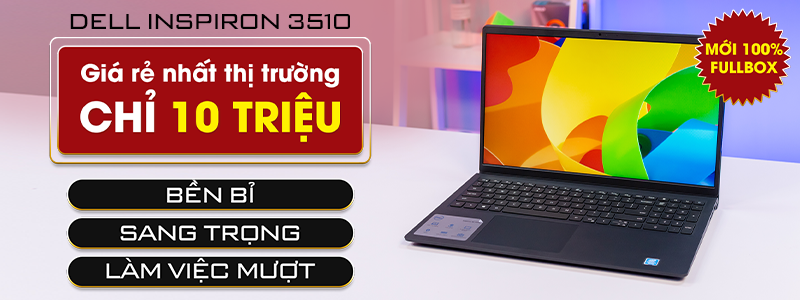 DELL INSPIRON 3510
Giá rẻ nhất thị trường
CHỈ 10 TRIỆU
BỀN BỈ
SANG TRỌNG
LÀM VIỆC MƯỢT
MỚI 100%
FULLBOX